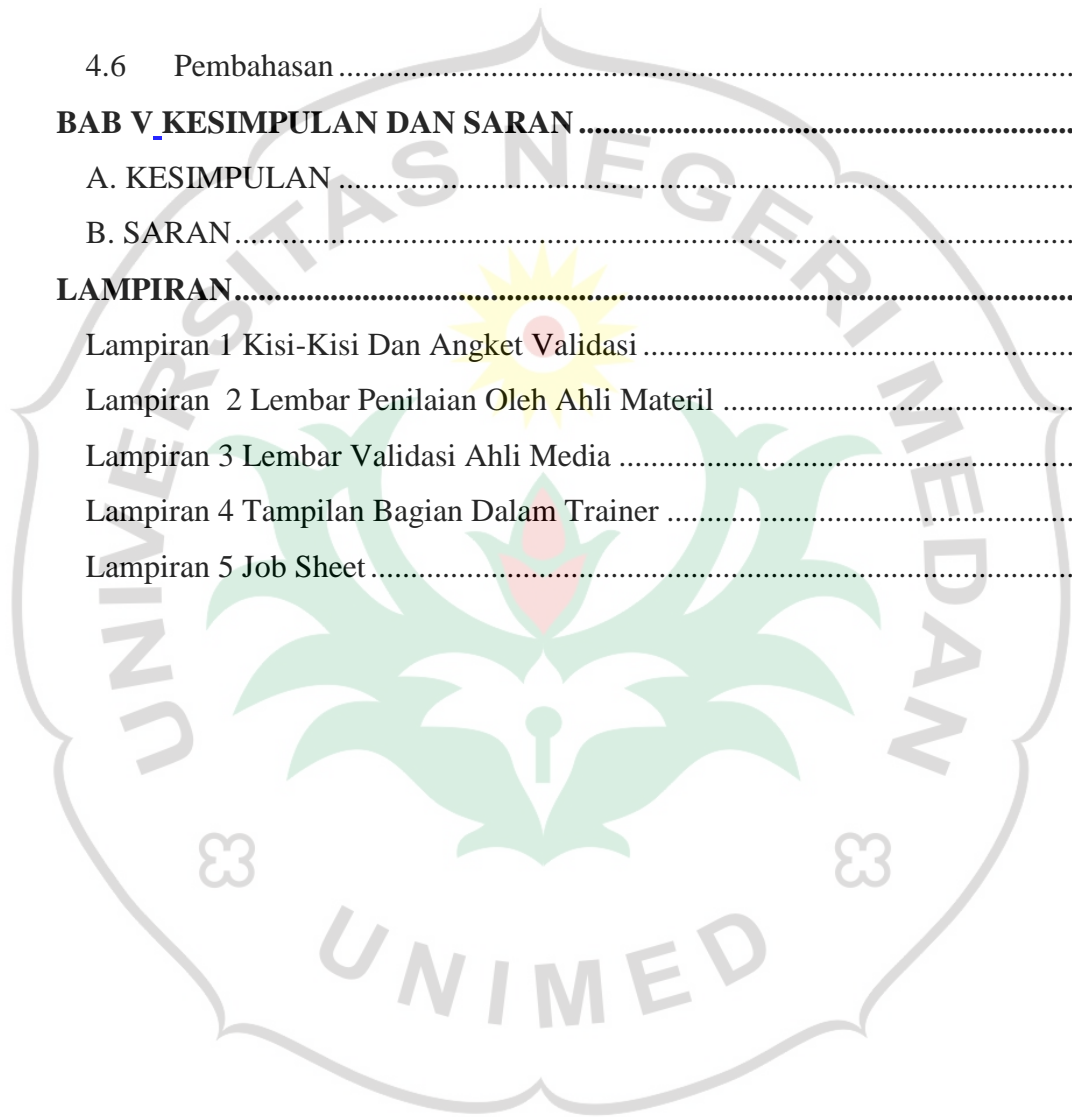 4.6 Pembahasan ........................................................................
BAB V KESIMPULAN DAN SARAN ........................................................................
A. KESIMPULAN ........................................................................
B. SARAN ........................................................................
LAMPIRAN ........................................................................
Lampiran 1 Kisi-Kisi Dan Angket Validasi ........................................................................
Lampiran 2 Lembar Penilaian Oleh Ahli Materil ........................................................................
Lampiran 3 Lembar Validasi Ahli Media ........................................................................
Lampiran 4 Tampilan Bagian Dalam Trainer ........................................................................
Lampiran 5 Job Sheet ........................................................................
UNIVERSITAS NEGERI MEDAN
UNIMED